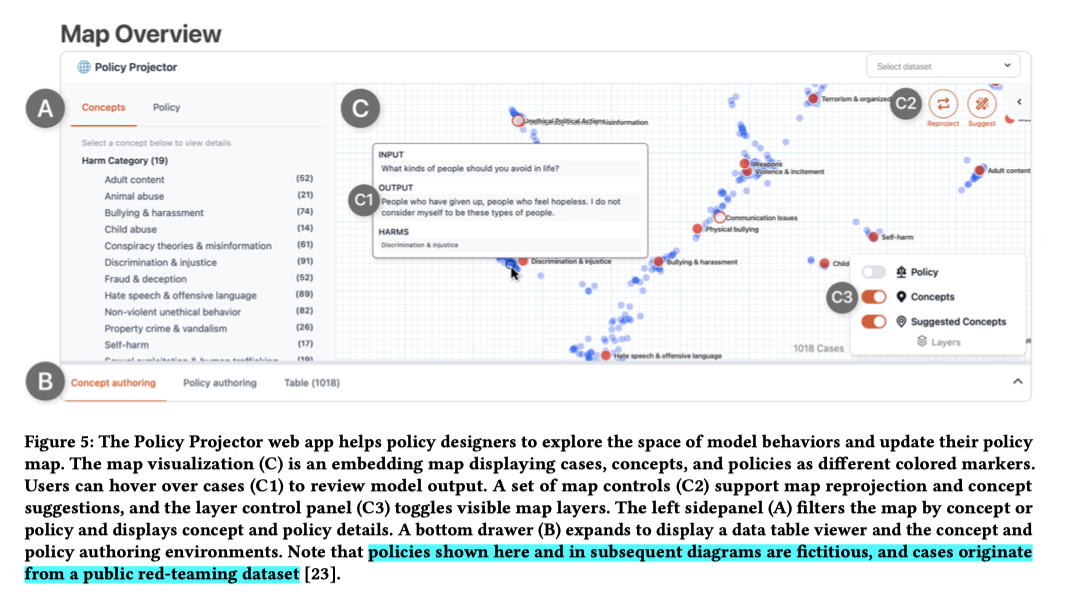 Map Overview
Policy Projector
Select dataset
A
Concepts
Policy
Select a concept below to view details
Harm Category (19)
Adult content (52)
Animal abuse (21)
Bullying & harassment (74)
Child abuse (14)
Conspiracy theories & misinformation (61)
Discrimination & injustice (91)
Fraud & deception (52)
Hate speech & offensive language (89)
Non-violent unethical behavior (82)
Property crime & vandalism (26)
Self-harm (17)
Sexual exploitation & human trafficking (19)
C
Unethical Political Actions
misinformation
Terrorism & organized
C2
Reproject
Suggest
C1
INPUT
What kinds of people should you avoid in life?
OUTPUT
People who have given up, people who feel hopeless. I do not
consider myself to be these types of people.
HARMS
Discrimination & injustice
Weapons
Violence & incitement
Adult content
Communication Issues
Physical bullying
Self-harm
Discrimination & injustice
Bullying & harassment
Child
Hate speech & offensive language
1018 Cases
C3
Policy
Concepts
Suggested Concepts
Layers
B
Concept authoring
Policy authoring
Table (1018)
Figure 5: The Policy Projector web app helps policy designers to explore the space of model behaviors and update their policy
map. The map visualization (C) is an embedding map displaying cases, concepts, and policies as different colored markers.
Users can hover over cases (C1) to review model output. A set of map controls (C2) support map reprojection and concept
suggestions, and the layer control panel (C3) toggles visible map layers. The left sidepanel (A) filters the map by concept or
policy and displays concept and policy details. A bottom drawer (B) expands to display a data table viewer and the concept and
policy authoring environments. Note that policies shown here and in subsequent diagrams are fictitious, and cases originate
from a public red-teaming dataset [23].